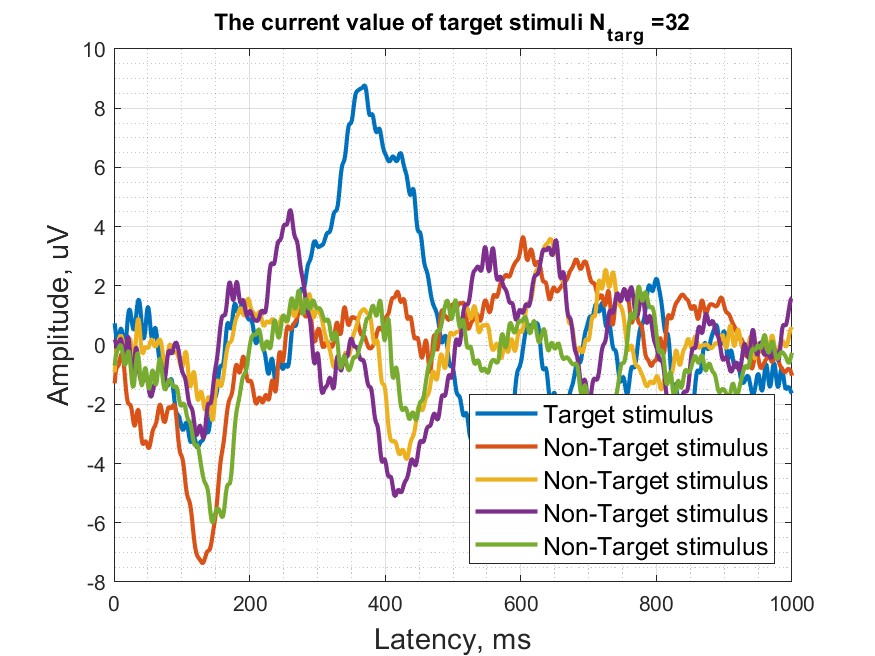 The current value of target stimuli N_targ =32
10
8
6
4
2
0
-2
-4
-6
-8
Amplitude, uV
Target stimulus
Non-Target stimulus
Non-Target stimulus
Non-Target stimulus
Non-Target stimulus
0 200 400 600 800 1000
Latency, ms